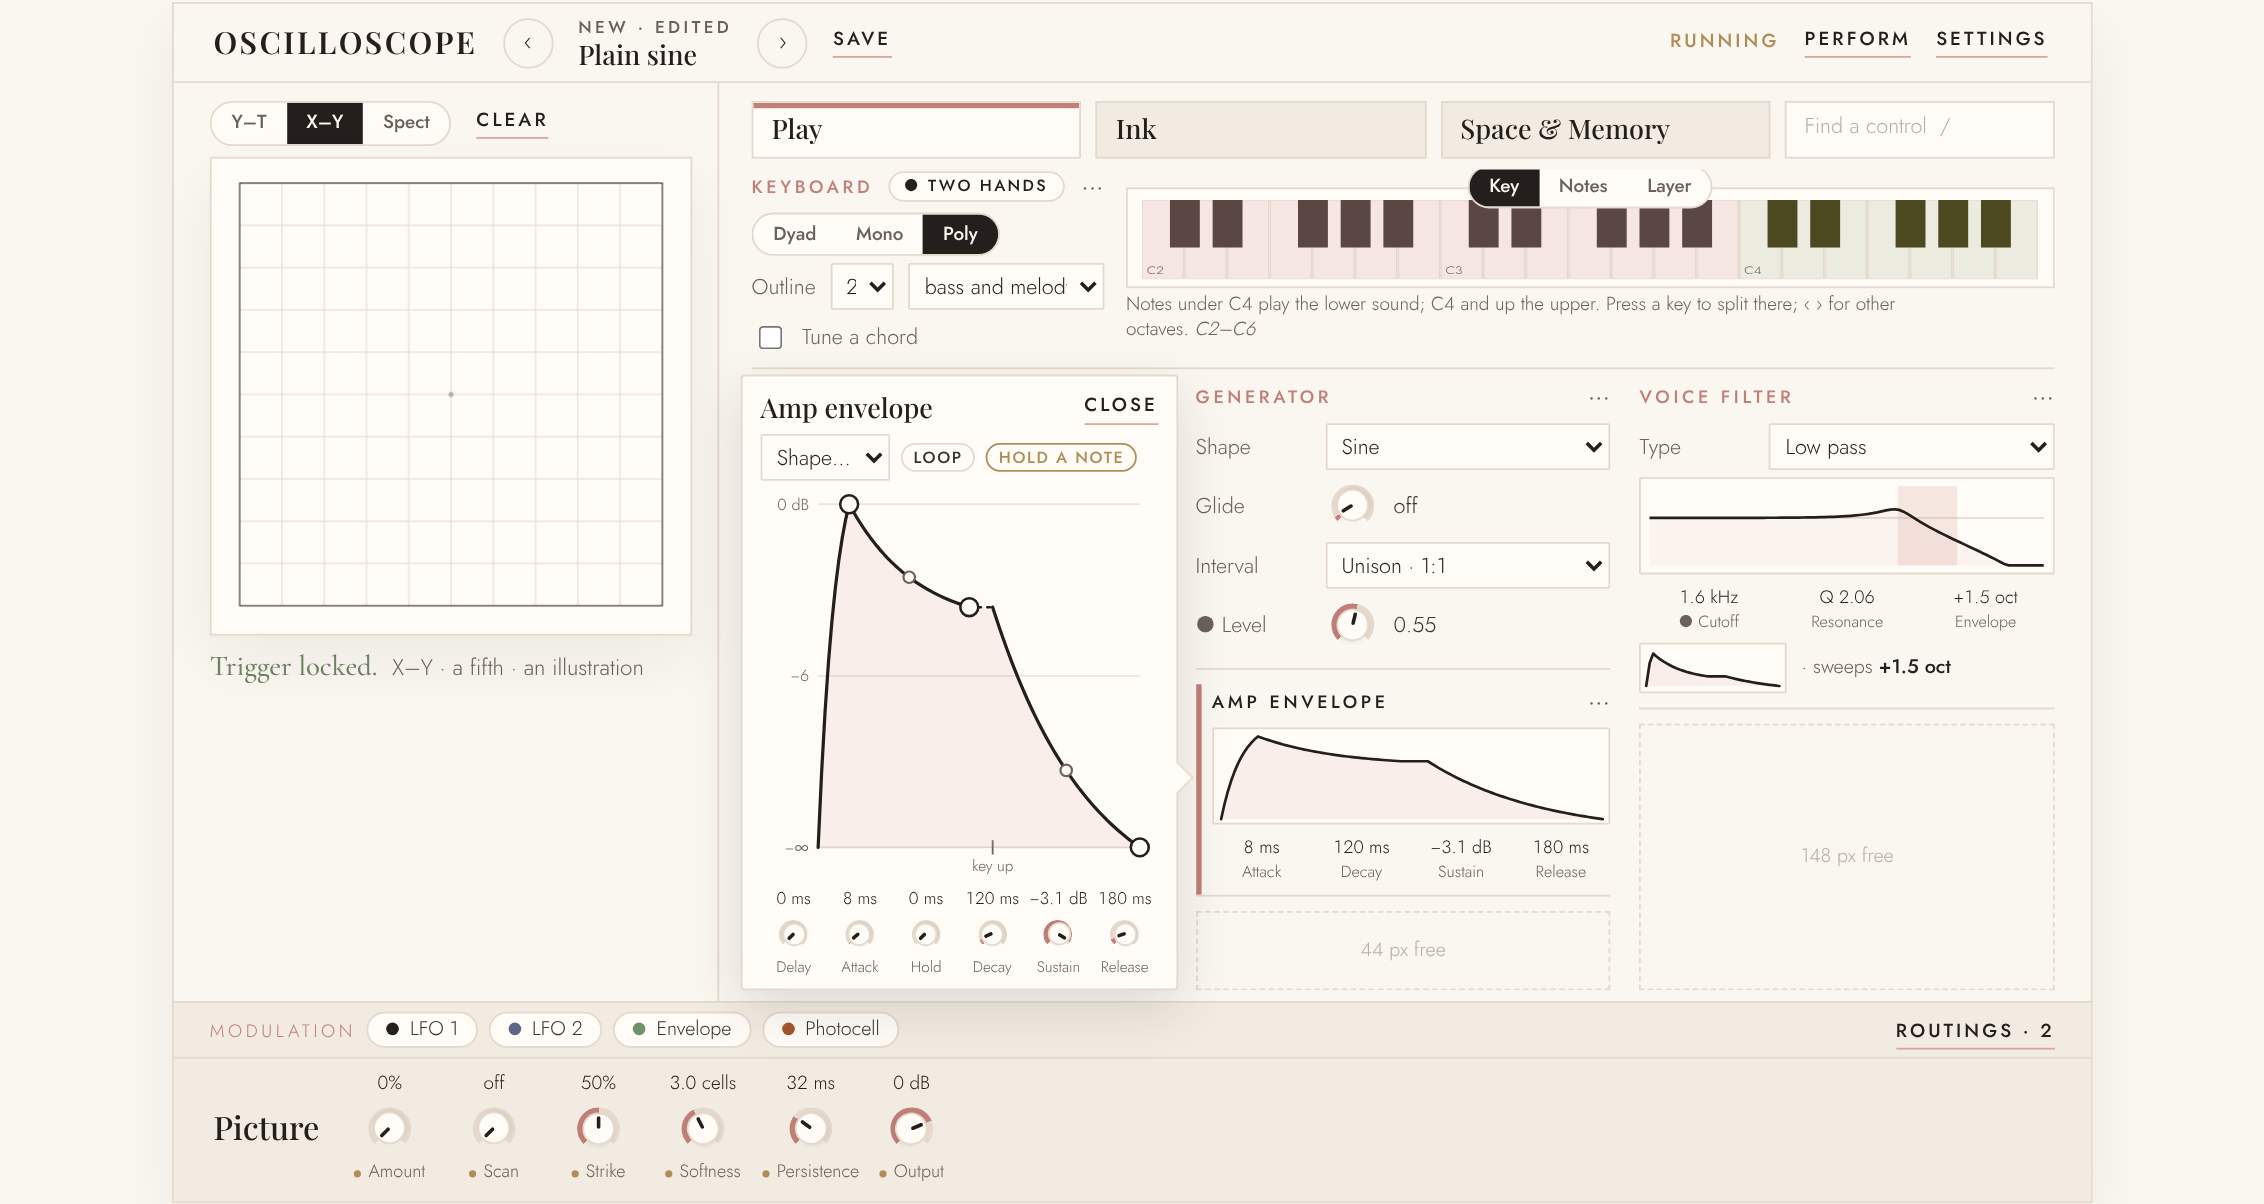 OSCILLOSCOPE
‹
NEW · EDITED
Plain sine
›
SAVE
RUNNING
PERFORM
SETTINGS
Y–T
X–Y
Spect
CLEAR
Trigger locked. X–Y · a fifth · an illustration
Play
Ink
Space & Memory
Find a control /
KEYBOARD
TWO HANDS
···
Dyad
Mono
Poly
Outline
2
bass and melod
Tune a chord
Key
Notes
Layer
C2
C3
C4
Notes under C4 play the lower sound; C4 and up the upper. Press a key to split there; ‹ › for other
octaves. C2–C6
Amp envelope
CLOSE
Shape...
LOOP
HOLD A NOTE
0 dB
−6
−∞
key up
0 ms
8 ms
0 ms
120 ms
−3.1 dB
180 ms
Delay
Attack
Hold
Decay
Sustain
Release
GENERATOR
···
Shape
Sine
Glide
off
Interval
Unison · 1:1
Level
0.55
AMP ENVELOPE
···
8 ms
120 ms
−3.1 dB
180 ms
Attack
Decay
Sustain
Release
44 px free
VOICE FILTER
···
Type
Low pass
1.6 kHz
Q 2.06
+1.5 oct
Cutoff
Resonance
Envelope
· sweeps +1.5 oct
148 px free
MODULATION
LFO 1
LFO 2
Envelope
Photocell
ROUTINGS · 2
Picture
0%
off
50%
3.0 cells
32 ms
0 dB
Amount
Scan
Strike
Softness
Persistence
Output